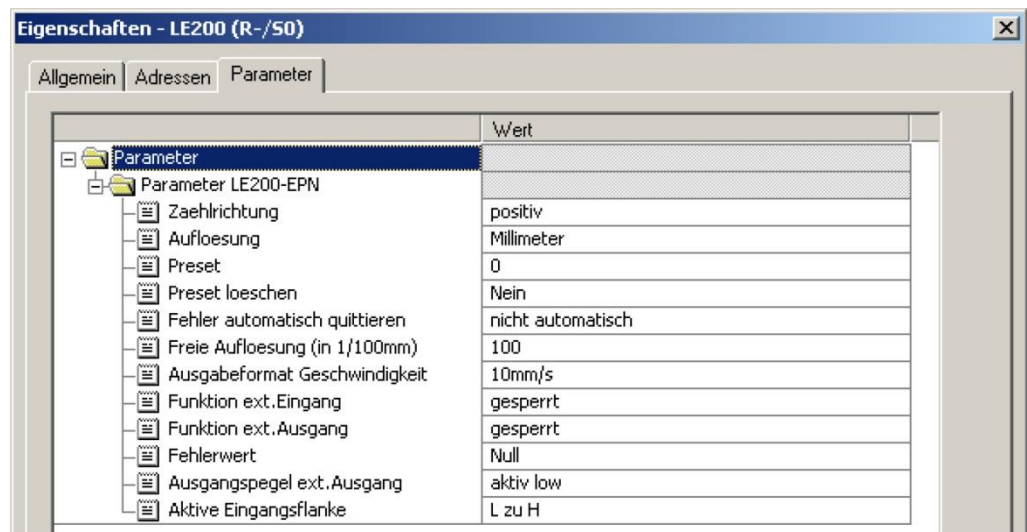 Eigenschaften - LE200 (R-/S0)
Allgemein Adressen Parameter
Wert
Parameter
Parameter LE200-EPN
Zaehlrichtung positiv
Aufloesung Millimeter
Preset 0
Preset loeschen Nein
Fehler automatisch quittieren nicht automatisch
Freie Aufloesung (in 1/100mm) 100
Ausgabeformat Geschwindigkeit 10mm/s
Funktion ext.Eingang gesperrt
Funktion ext.Ausgang gesperrt
Fehlerwert Null
Ausgangspegel ext.Ausgang aktiv low
Aktive Eingangsflanke L zu H